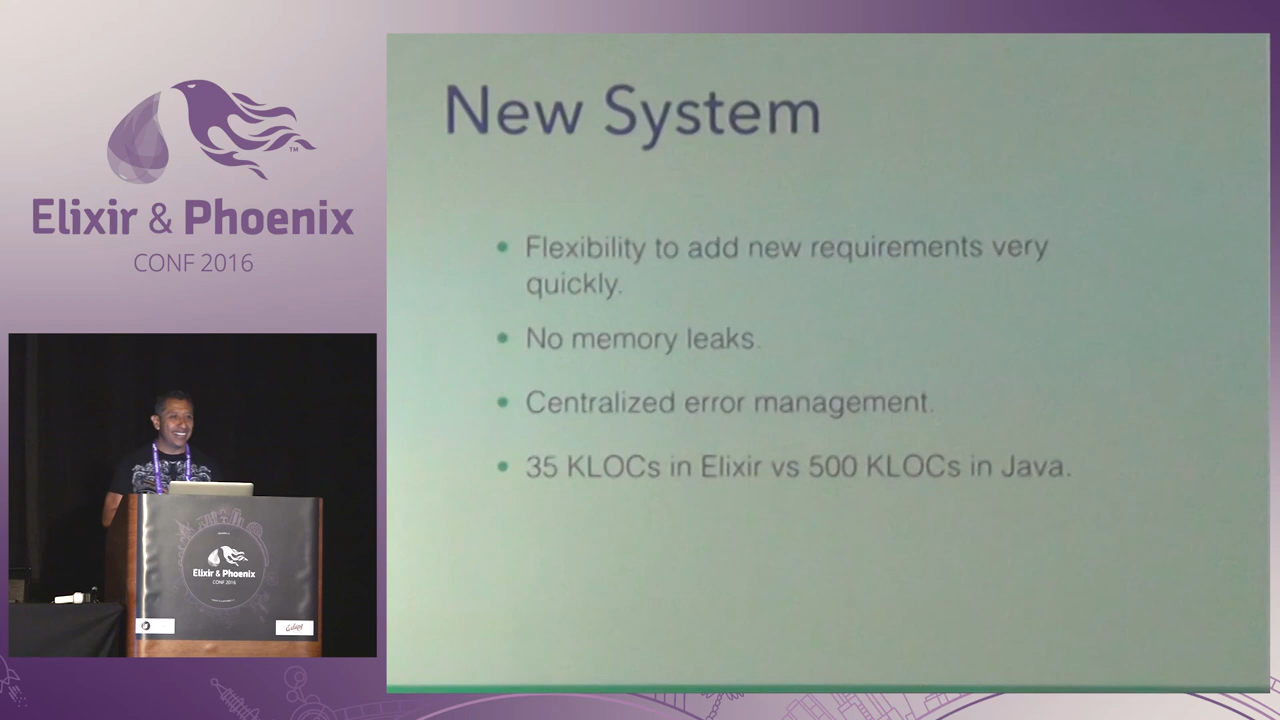 Elixir & Phoenix
TM
CONF 2016
New System
• Flexibility to add new requirements very
quickly.
• No memory leaks.
• Centralized error management.
• 35 KLOCs in Elixir vs 500 KLOCs in Java.
Elixir & Phoenix
CONF 2016